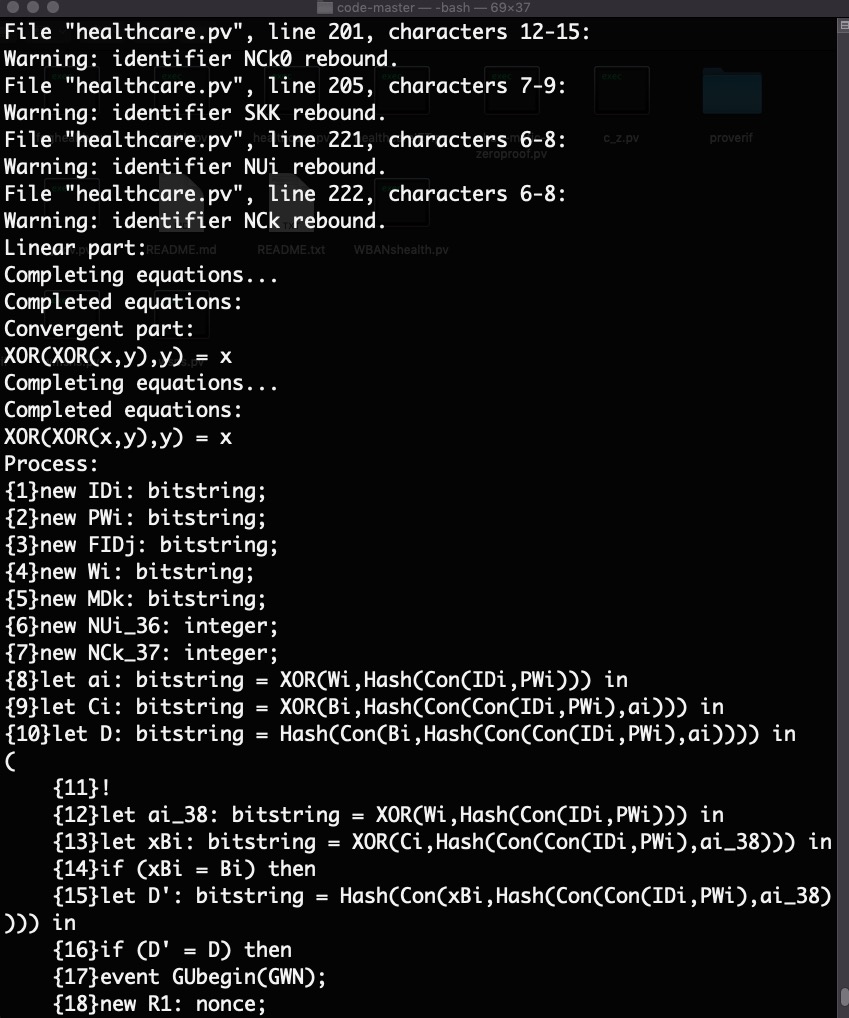 code-master — -bash — 69×37
File "healthcare.pv", line 201, characters 12-15:
Warning: identifier NCk0 rebound.
File "healthcare.pv", line 205, characters 7-9:
Warning: identifier SKK rebound.
File "healthcare.pv", line 221, characters 6-8:
Warning: identifier NUi rebound.
File "healthcare.pv", line 222, characters 6-8:
Warning: identifier NCk rebound.
Linear part:
Completing equations...
Completed equations:
Convergent part:
XOR(XOR(x,y),y) = x
Completing equations...
Completed equations:
XOR(XOR(x,y),y) = x
Process:
{1}new IDi: bitstring;
{2}new PWi: bitstring;
{3}new FIDj: bitstring;
{4}new Wi: bitstring;
{5}new MDk: bitstring;
{6}new NUi_36: integer;
{7}new NCk_37: integer;
{8}let ai: bitstring = XOR(Wi,Hash(Con(IDi,PWi))) in
{9}let Ci: bitstring = XOR(Bi,Hash(Con(Con(IDi,PWi),ai))) in
{10}let D: bitstring = Hash(Con(Bi,Hash(Con(Con(IDi,PWi),ai)))) in
(
{11}!
{12}let ai_38: bitstring = XOR(Wi,Hash(Con(IDi,PWi))) in
{13}let xBi: bitstring = XOR(Ci,Hash(Con(Con(IDi,PWi),ai_38))) in
{14}if (xBi = Bi) then
{15}let D': bitstring = Hash(Con(xBi,Hash(Con(Con(IDi,PWi),ai_38)
))) in
{16}if (D' = D) then
{17}event GUbegin(GWN);
{18}new R1: nonce;
c_z.pv
proverif
zeroproof.pv
README.md
README.txt
WBANshealth.pv